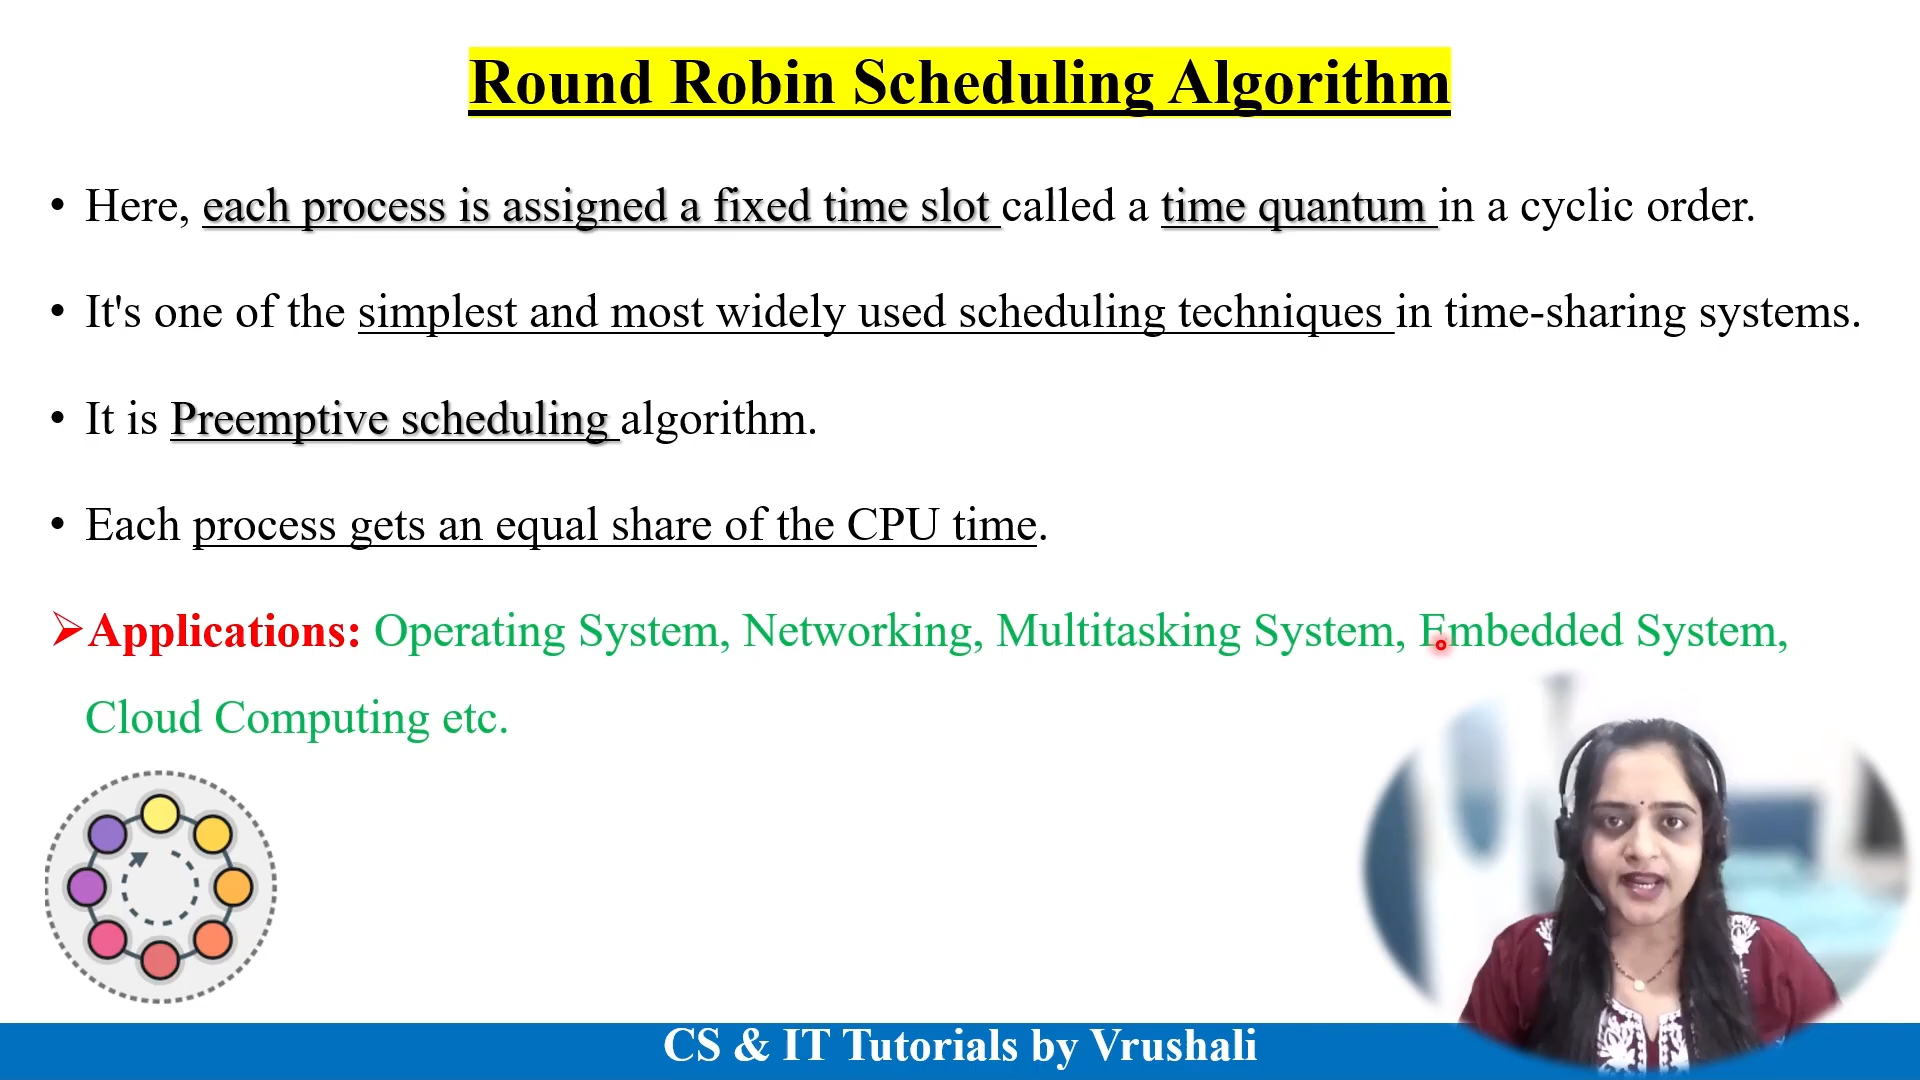 Round Robin Scheduling Algorithm
• Here, each process is assigned a fixed time slot called a time quantum in a cyclic order.
• It's one of the simplest and most widely used scheduling techniques in time-sharing systems.
• It is Preemptive scheduling algorithm.
• Each process gets an equal share of the CPU time.
➢Applications: Operating System, Networking, Multitasking System, Embedded System,
Cloud Computing etc.
CS & IT Tutorials by Vrushali